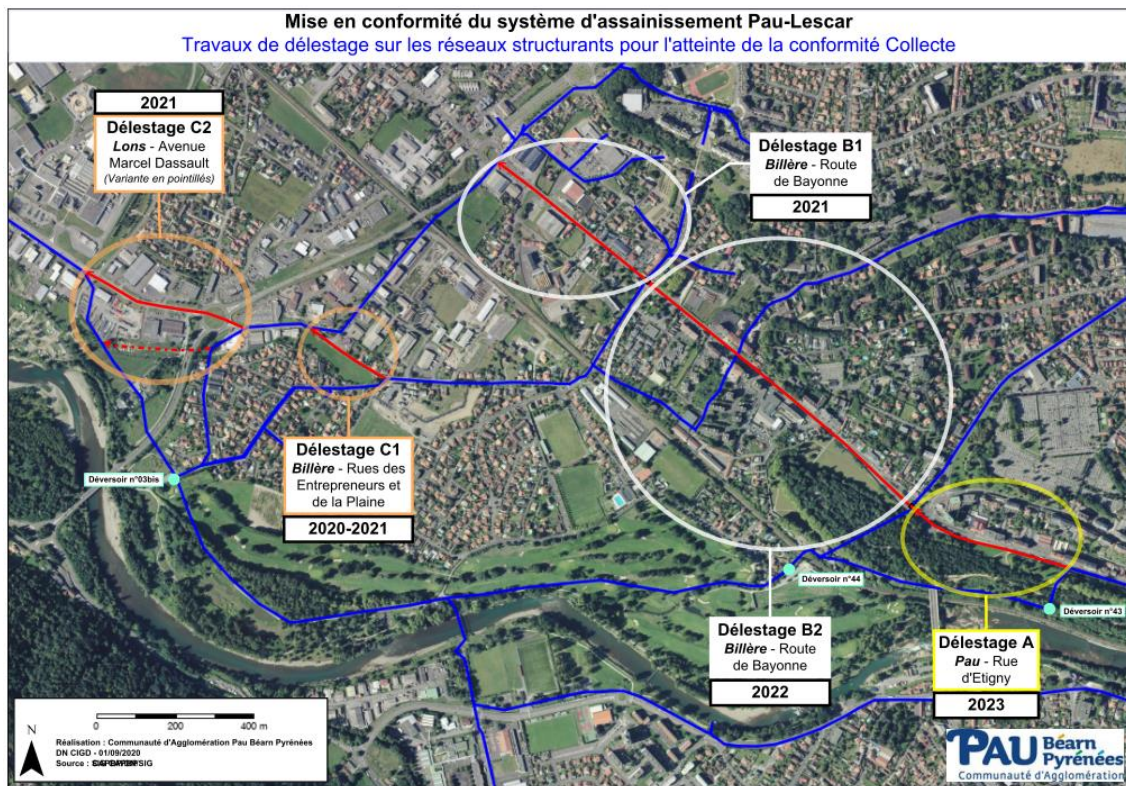 Mise en conformité du système d'assainissement Pau-Lescar
Travaux de délestage sur les réseaux structurants pour l'atteinte de la conformité Collecte
2021
Délestage C2
Lons - Avenue
Marcel Dassault
(Variante en pointillés)
Délestage B1
Billère - Route
de Bayonne
2021
Délestage C1
Billère - Rues des
Entrepreneurs et
de la Plaine
2020-2021
Déversoir n°03bis
Déversoir n°44
Déversoir n°43
Délestage B2
Billère - Route
de Bayonne
2022
Délestage A
Pau - Rue
d'Etigny
2023
N
0 200 400 m
Réalisation : Communauté d'Agglomération Pau Béarn Pyrénées
DN CIGD - 01/09/2020
Source :
PAU Béarn
Pyrénées
Communauté d'Agglomération